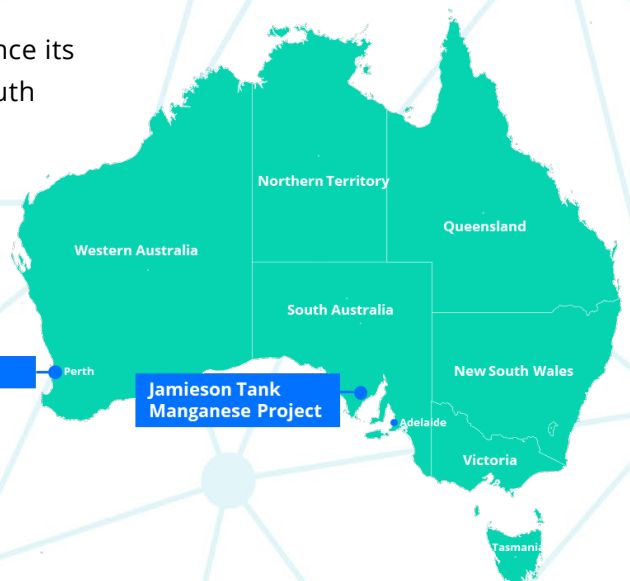 nce its
uth
Northern Territory
Queensland
Western Australia
South Australia
Perth
New South Wales
Jamieson Tank
Manganese Project
Adelaide
Victoria
Tasmania